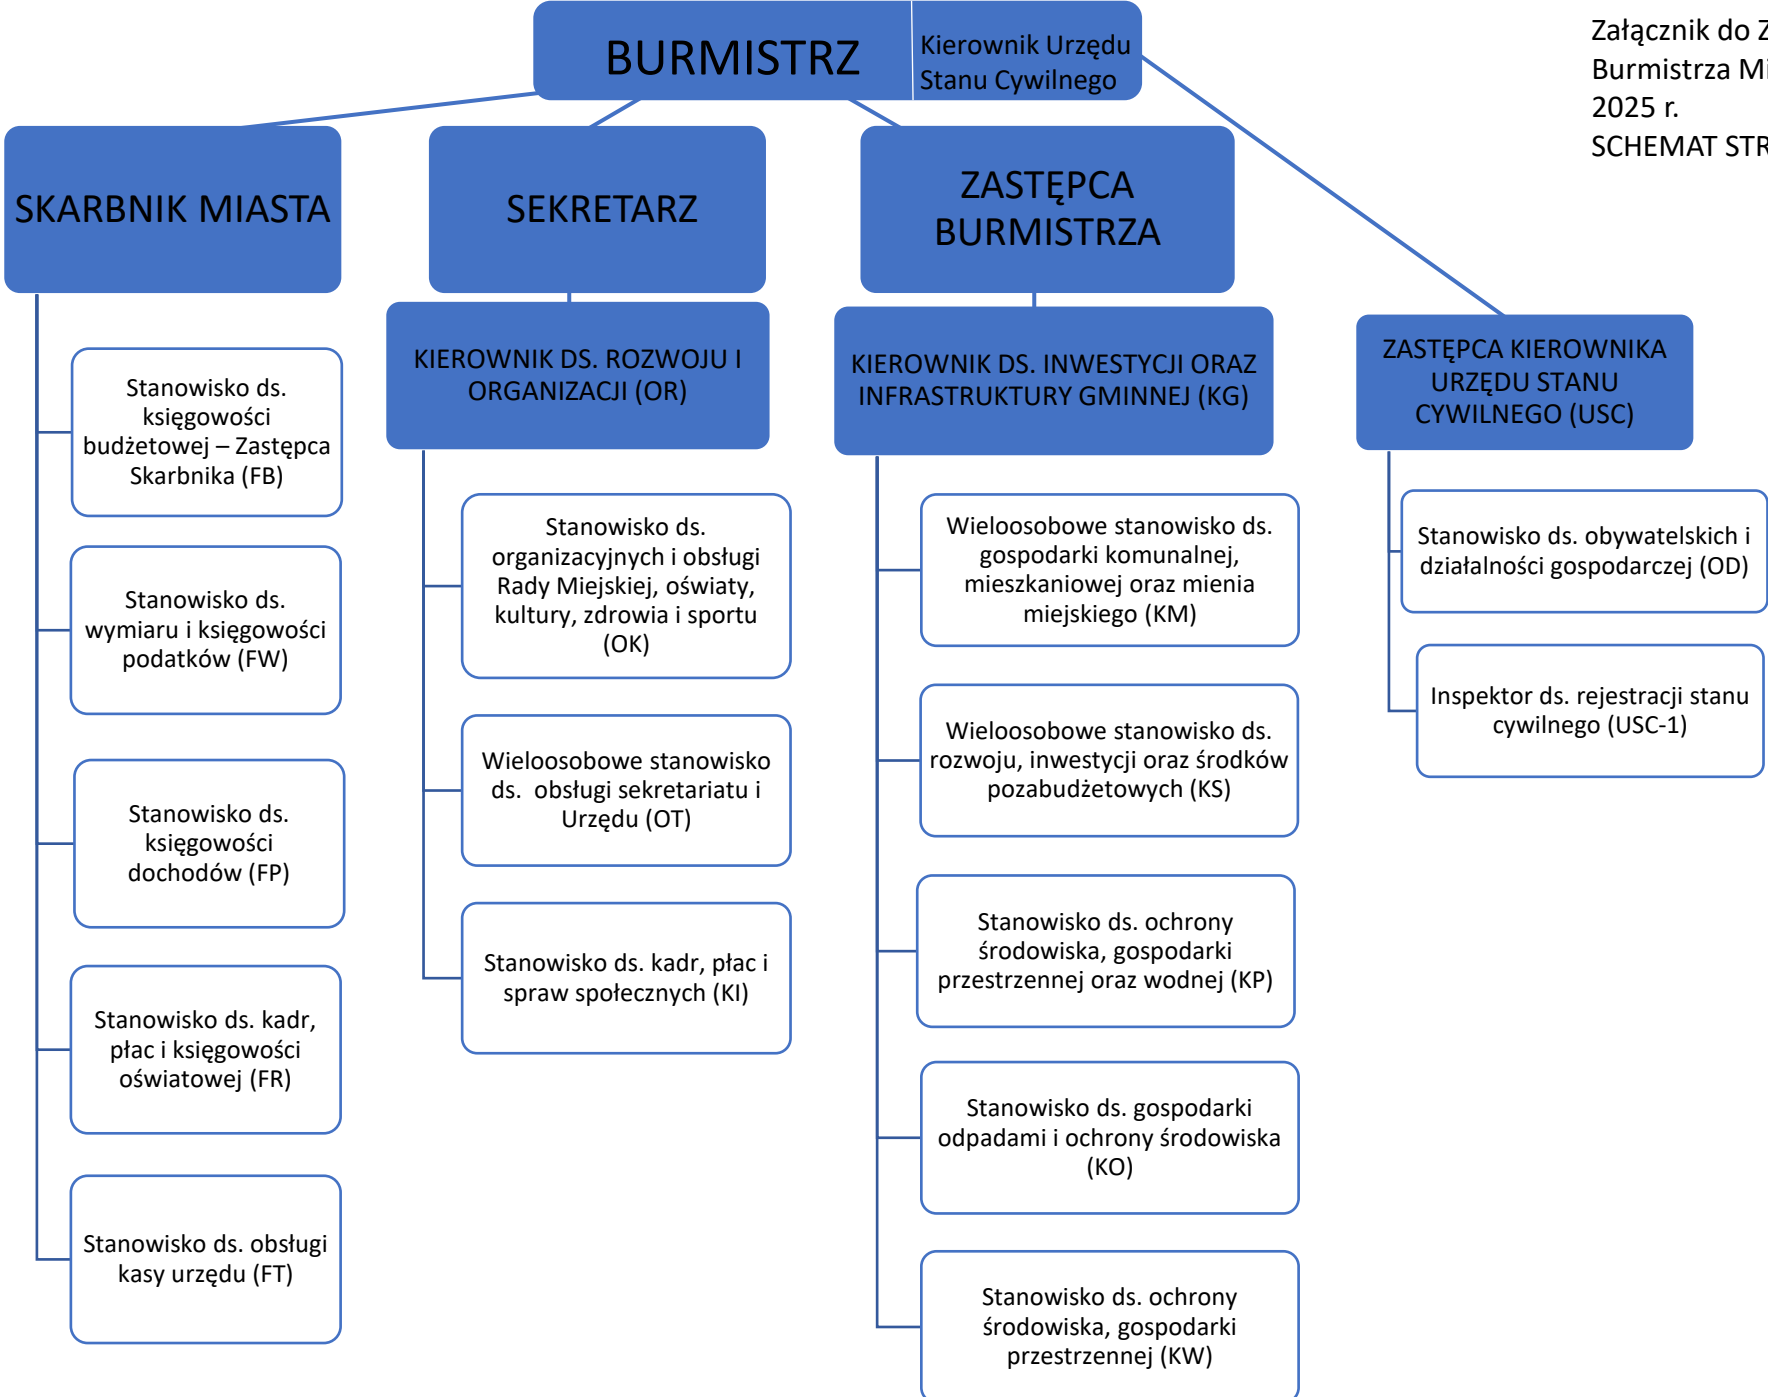 BURMISTRZ
Kierownik Urzędu
Stanu Cywilnego
Załącznik do
Burmistrza
2025 r.
SCHEMAT
SKARBNIK MIASTA
SEKRETARZ
ZASTĘPCA
BURMISTRZA
KIEROWNIK DS. ROZWOJU I
ORGANIZACJI (OR)
KIEROWNIK DS. INWESTYCJI ORAZ
INFRASTRUKTURY GMINNEJ (KG)
ZASTĘPCA KIEROWNIKA
URZĘDU STANU
CYWILNEGO (USC)
Stanowisko ds.
księgowości
budżetowej – Zastępca
Skarbnika (FB)
Stanowisko ds.
wymiaru i księgowości
podatków (FW)
Stanowisko ds.
księgowości
dochodów (FP)
Stanowisko ds. kadr,
płac i księgowości
oświatowej (FR)
Stanowisko ds. obsługi
kasy urzędu (FT)
Stanowisko ds.
organizacyjnych i obsługi
Rady Miejskiej, oświaty,
kultury, zdrowia i sportu
(OK)
Wieloosobowe stanowisko
ds. obsługi sekretariatu i
Urzędu (OT)
Stanowisko ds. kadr, płac i
spraw społecznych (KI)
Wieloosobowe stanowisko ds.
gospodarki komunalnej,
mieszkaniowej oraz mienia
miejskiego (KM)
Wieloosobowe stanowisko ds.
rozwoju, inwestycji oraz środków
pozabudżetowych (KS)
Stanowisko ds. ochrony
środowiska, gospodarki
przestrzennej oraz wodnej (KP)
Stanowisko ds. gospodarki
odpadami i ochrony środowiska
(KO)
Stanowisko ds. ochrony
środowiska, gospodarki
przestrzennej (KW)
Stanowisko ds. obywatelskich i
działalności gospodarczej (OD)
Inspektor ds. rejestracji stanu
cywilnego (USC-1)